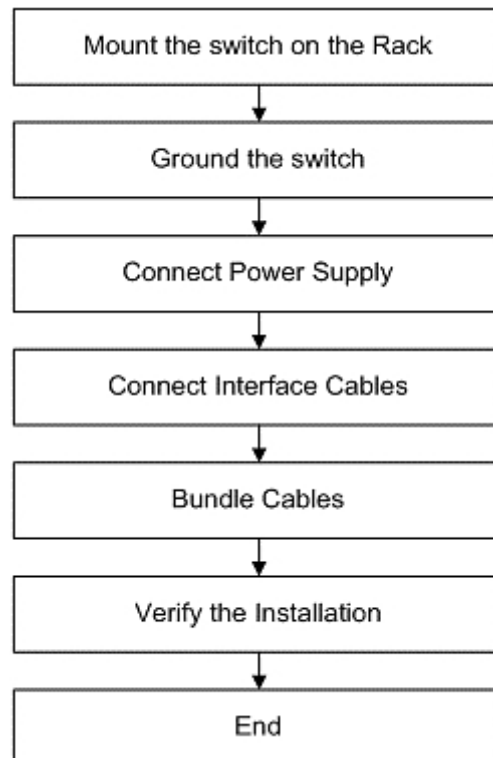 Mount the switch on the Rack
Ground the switch
Connect Power Supply
Connect Interface Cables
Bundle Cables
Verify the Installation
End